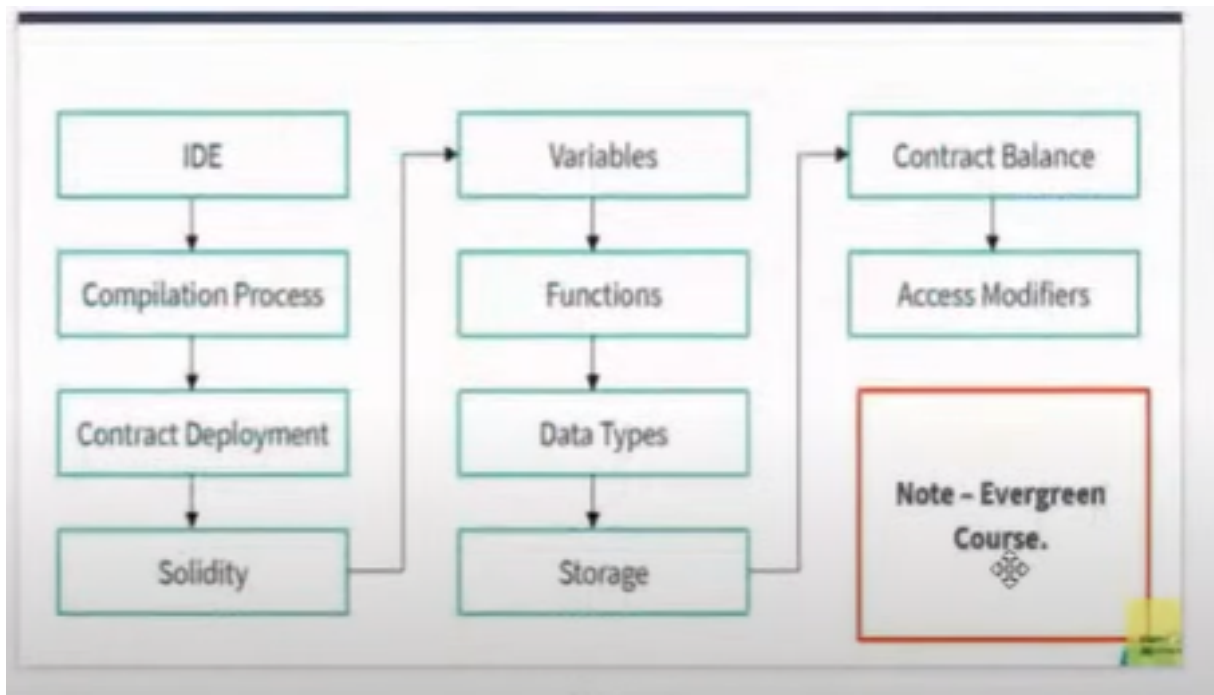 IDE
Compilation Process
Contract Deployment
Solidity
Variables
Functions
Data Types
Storage
Contract Balance
Access Modifiers
Note – Evergreen
Course.